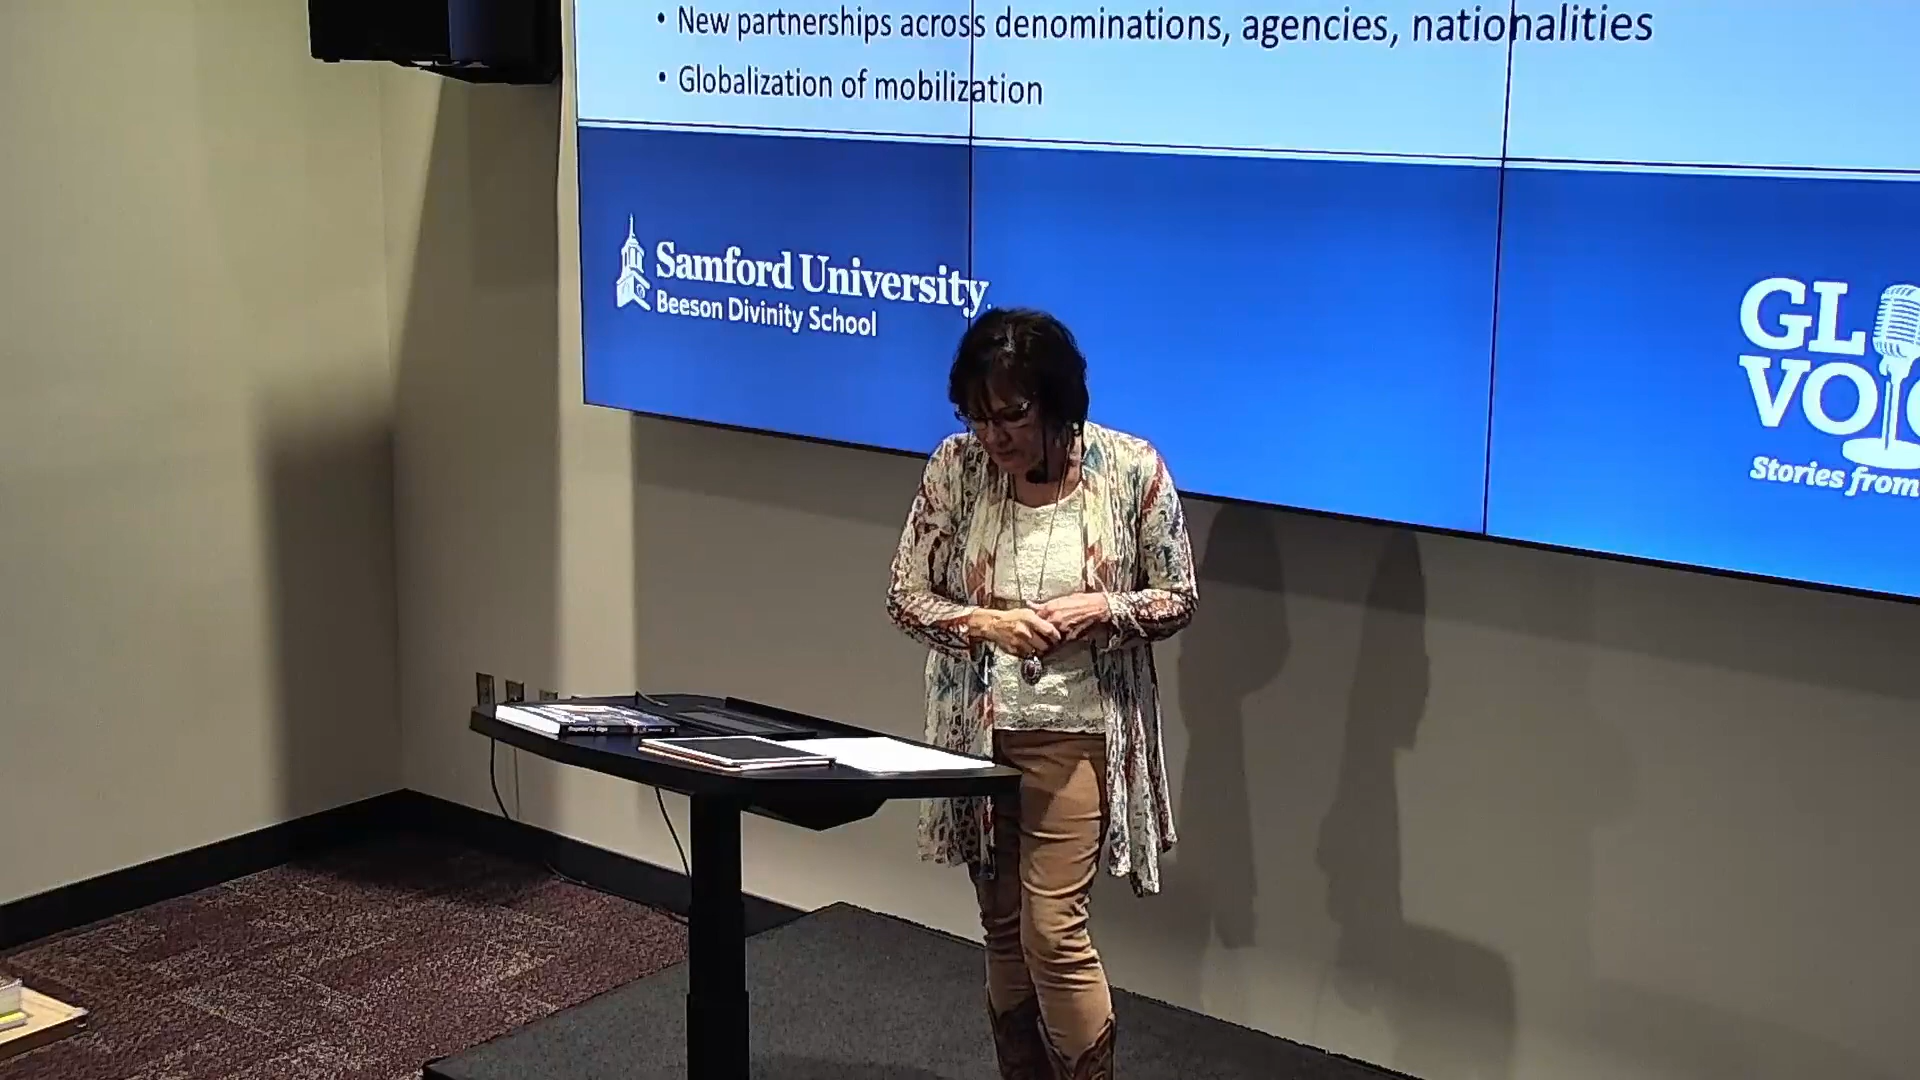 • New partnerships across denominations, agencies, nationalities
• Globalization of mobilization
Samford University
Beeson Divinity School
GL
VO
Stories from